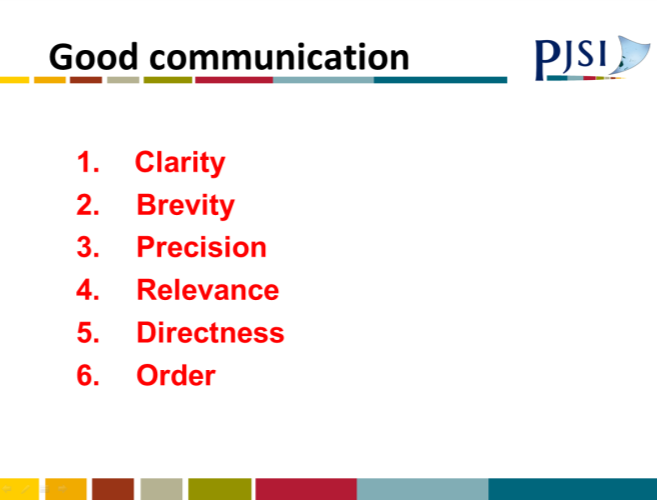 Good communication
PJSI
1. Clarity
2. Brevity
3. Precision
4. Relevance
5. Directness
6. Order